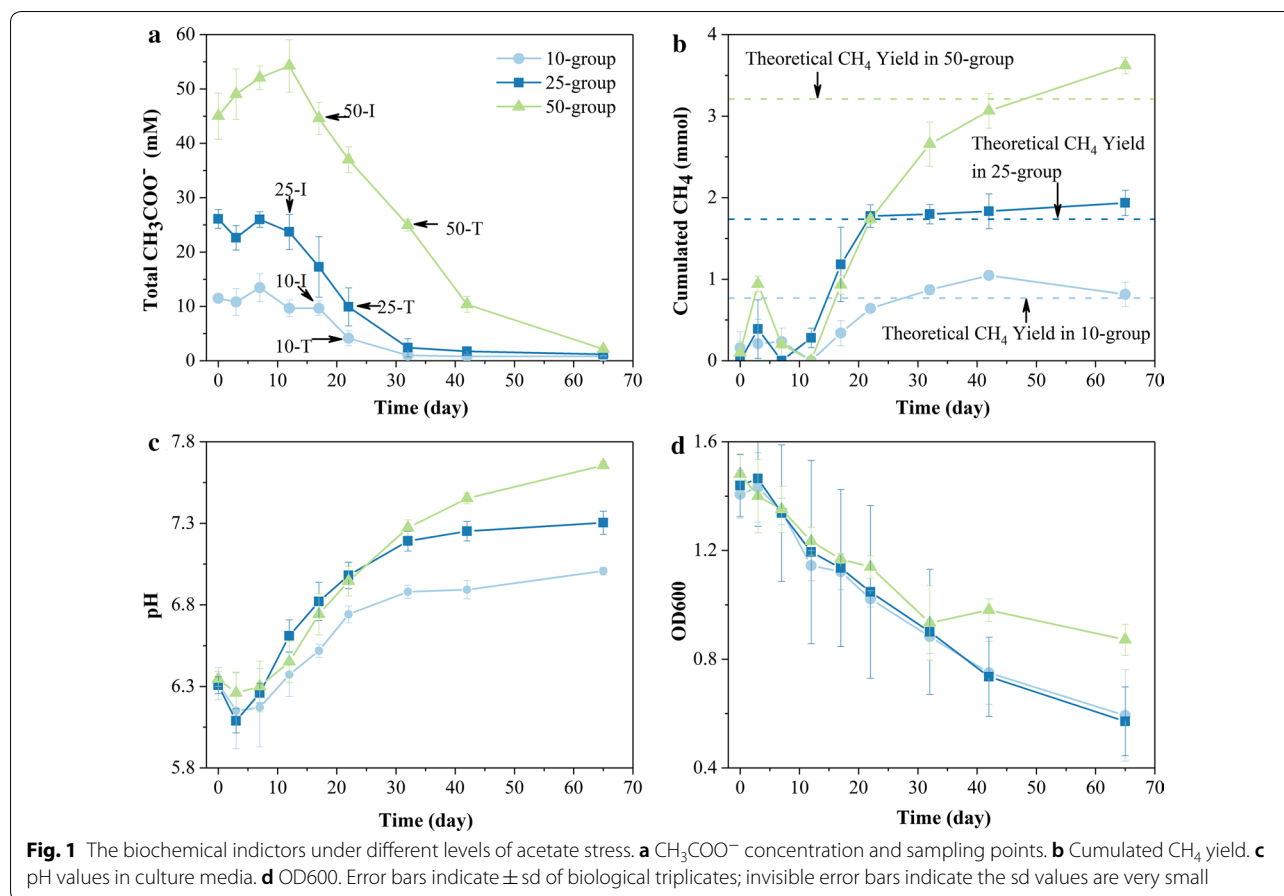 a
60
50
40
30
20
10
0
Total CH₃COO⁻ (mM)
10-group
25-group
50-group
50-I
25-I
10-I
50-T
25-T
10-T
0 10 20 30 40 50 60 70
Time (day)
b
4
3
2
1
0
Cumulated CH₄ (mmol)
Theoretical CH₄ Yield in 50-group
Theoretical CH₄ Yield
in 25-group
Theoretical CH₄ Yield in 10-group
0 10 20 30 40 50 60 70
Time (day)
c
7.8
7.3
6.8
6.3
5.8
pH
0 10 20 30 40 50 60 70
Time (day)
d
1.6
1.2
0.8
0.4
OD600
0 10 20 30 40 50 60 70
Time (day)
Fig. 1 The biochemical indictors under different levels of acetate stress. a CH₃COO⁻ concentration and sampling points. b Cumulated CH₄ yield. c
pH values in culture media. d OD600. Error bars indicate ± sd of biological triplicates; invisible error bars indicate the sd values are very small